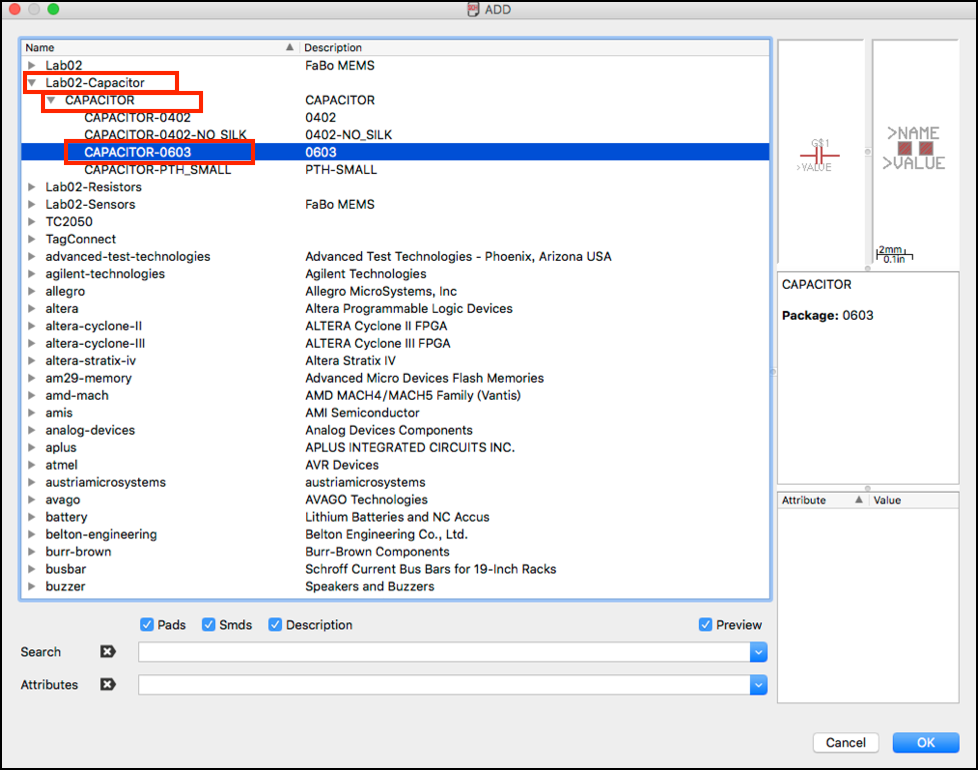 ADD
Name Description
Lab02 FaBo MEMS
Lab02-Capacitor
CAPACITOR CAPACITOR
CAPACITOR-0402 0402
CAPACITOR-0402-NO_SILK 0402-NO_SILK
CAPACITOR-0603 0603
CAPACITOR-PTH_SMALL PTH-SMALL
Lab02-Resistors
Lab02-Sensors FaBo MEMS
TC2050
TagConnect
advanced-test-technologies Advanced Test Technologies - Phoenix, Arizona USA
agilent-technologies Agilent Technologies
allegro Allegro MicroSystems, Inc
altera Altera Programmable Logic Devices
altera-cyclone-II ALTERA Cyclone II FPGA
altera-cyclone-III ALTERA Cyclone III FPGA
altera-stratix-iv Altera Stratix IV
am29-memory Advanced Micro Devices Flash Memories
amd-mach AMD MACH4/MACH5 Family (Vantis)
amis AMI Semiconductor
analog-devices Analog Devices Components
aplus APLUS INTEGRATED CIRCUITS INC.
atmel AVR Devices
austriamicrosystems austriamicrosystems
avago AVAGO Technologies
battery Lithium Batteries and NC Accus
belton-engineering Belton Engineering Co., Ltd.
burr-brown Burr-Brown Components
busbar Schroff Current Bus Bars for 19-Inch Racks
buzzer Speakers and Buzzers
G$1
>VALUE
>NAME
>VALUE
2mm
0.1in
CAPACITOR
Package: 0603
Attribute Value
Pads Smds Description Preview
Search
Attributes
Cancel OK